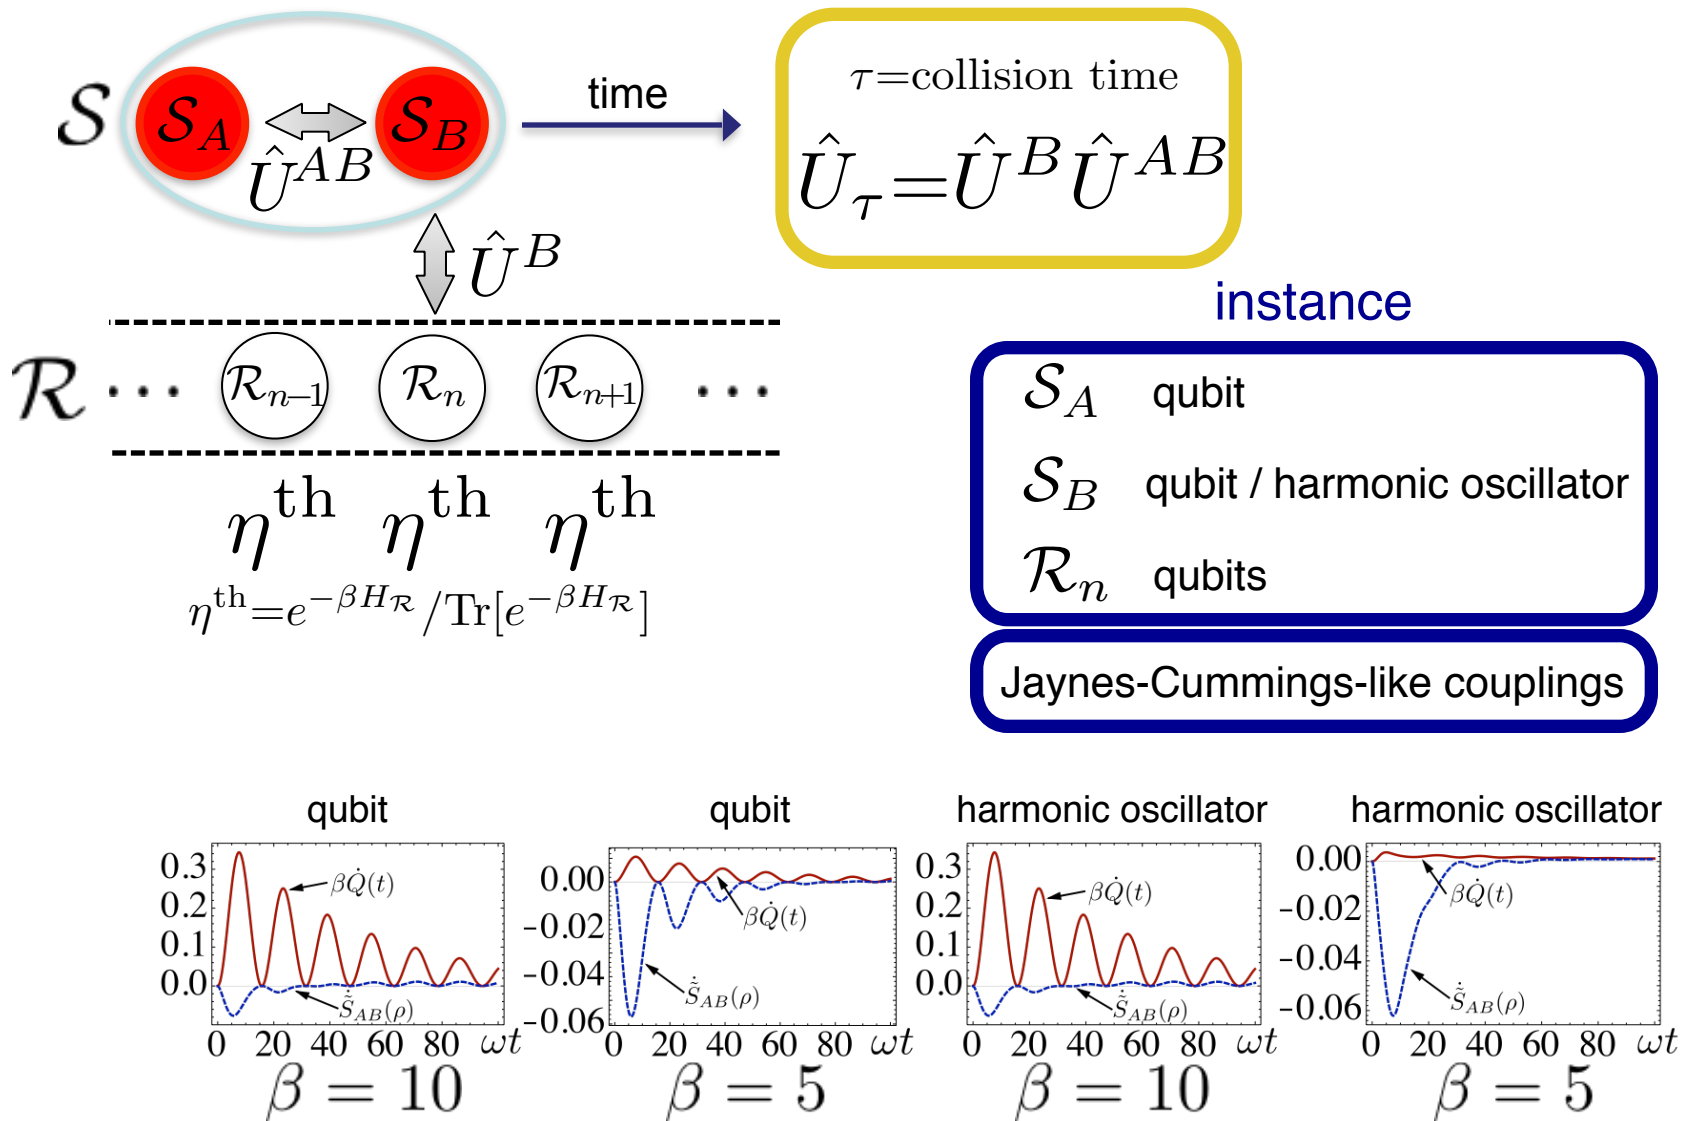 𝒮 𝒮_A 𝒮_B
Û^{AB}
time
τ=collision time
Û_τ=Û^B Û^{AB}
Û^B
ℛ ··· ℛ_{n−1} ℛ_n ℛ_{n+1} ···
η^{th} η^{th} η^{th}
η^{th}=e^{−βH_ℛ}/Tr[e^{−βH_ℛ}]
instance
𝒮_A qubit
𝒮_B qubit / harmonic oscillator
ℛ_n qubits
Jaynes-Cummings-like couplings
qubit
0.3
0.2
0.1
0.0
βQ̇(t)
S̃̇_{AB}(ρ)
0 20 40 60 80 ωt
β = 10
qubit
0.00
-0.02
-0.04
-0.06
βQ̇(t)
S̃̇_{AB}(ρ)
0 20 40 60 80 ωt
β = 5
harmonic oscillator
0.3
0.2
0.1
0.0
βQ̇(t)
S̃̇_{AB}(ρ)
0 20 40 60 80 ωt
β = 10
harmonic oscillator
0.00
-0.02
-0.04
-0.06
βQ̇(t)
S̃̇_{AB}(ρ)
0 20 40 60 80 ωt
β = 5